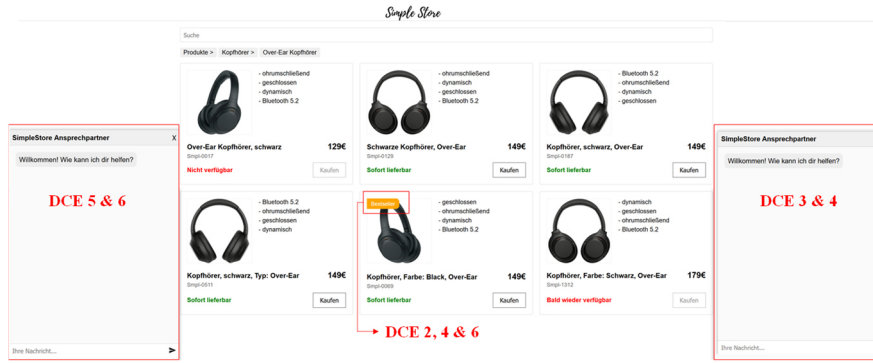 Simple Store
Suche
Produkte > Kopfhörer > Over-Ear Kopfhörer
- ohrumschließend
- geschlossen
- dynamisch
- Bluetooth 5.2
Over-Ear Kopfhörer, schwarz 129€
Smpl-0017
Nicht verfügbar Kaufen
- ohrumschließend
- dynamisch
- geschlossen
- Bluetooth 5.2
Schwarze Kopfhörer, Over-Ear 149€
Smpl-0129
Sofort lieferbar Kaufen
- Bluetooth 5.2
- ohrumschließend
- dynamisch
- geschlossen
Kopfhörer, schwarz, Over-Ear 149€
Smpl-0187
Sofort lieferbar Kaufen
- Bluetooth 5.2
- ohrumschließend
- geschlossen
- dynamisch
Kopfhörer, schwarz, Typ: Over-Ear 149€
Smpl-0511
Sofort lieferbar Kaufen
Bestseller
- geschlossen
- ohrumschließend
- dynamisch
- Bluetooth 5.2
Kopfhörer, Farbe: Black, Over-Ear 149€
Smpl-0069
Sofort lieferbar Kaufen
- dynamisch
- geschlossen
- ohrumschließend
- Bluetooth 5.2
Kopfhörer, Farbe: Schwarz, Over-Ear 179€
Smpl-1312
Bald wieder verfügbar Kaufen
DCE 2, 4 & 6
SimpleStore Ansprechpartner X
Willkommen! Wie kann ich dir helfen?
DCE 5 & 6
Ihre Nachricht....
SimpleStore Ansprechpartner
Willkommen! Wie kann ich dir helfen?
DCE 3 & 4
Ihre Nachricht....